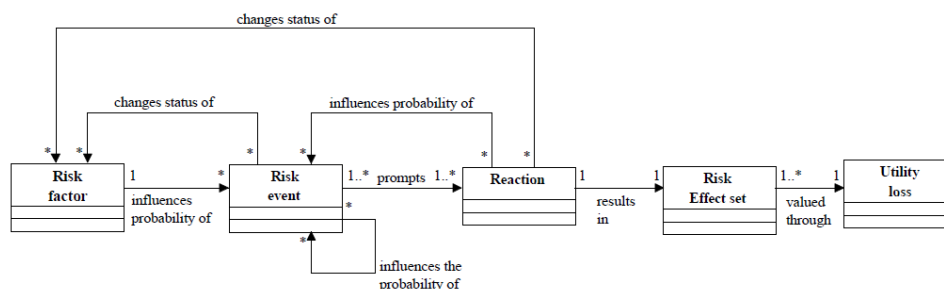 changes status of
changes status of
influences probability of
* *
* *
* *
Risk
factor
1
*
influences
probability of
Risk
event
1..*
prompts
1..*
*
*
influences the
probability of
Reaction
1
1
results
in
Risk
Effect set
1..*
1
valued
through
Utility
loss